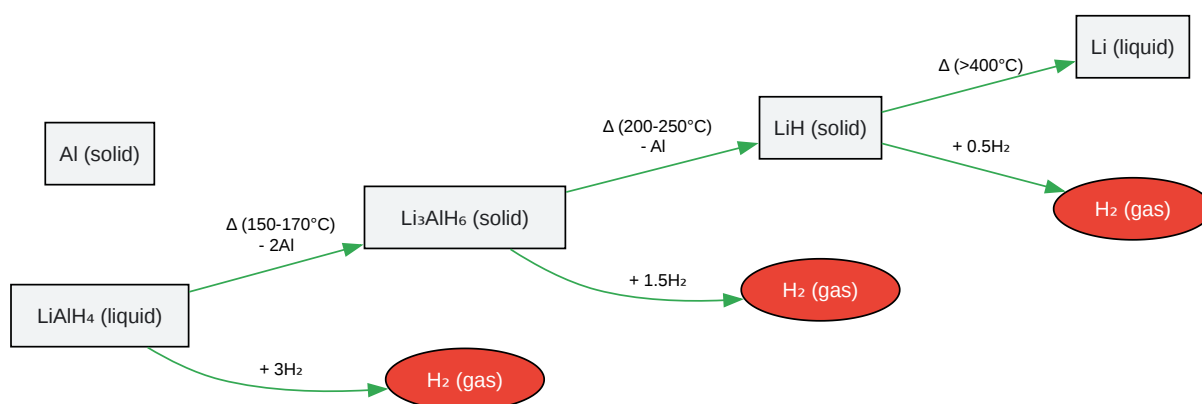 Li (liquid)
Δ (>400°C)
LiH (solid)
Δ (200-250°C)
- Al
+ 0.5H₂
Al (solid)
H₂ (gas)
Li₃AlH₆ (solid)
Δ (150-170°C)
- 2Al
+ 1.5H₂
H₂ (gas)
LiAlH₄ (liquid)
+ 3H₂
H₂ (gas)